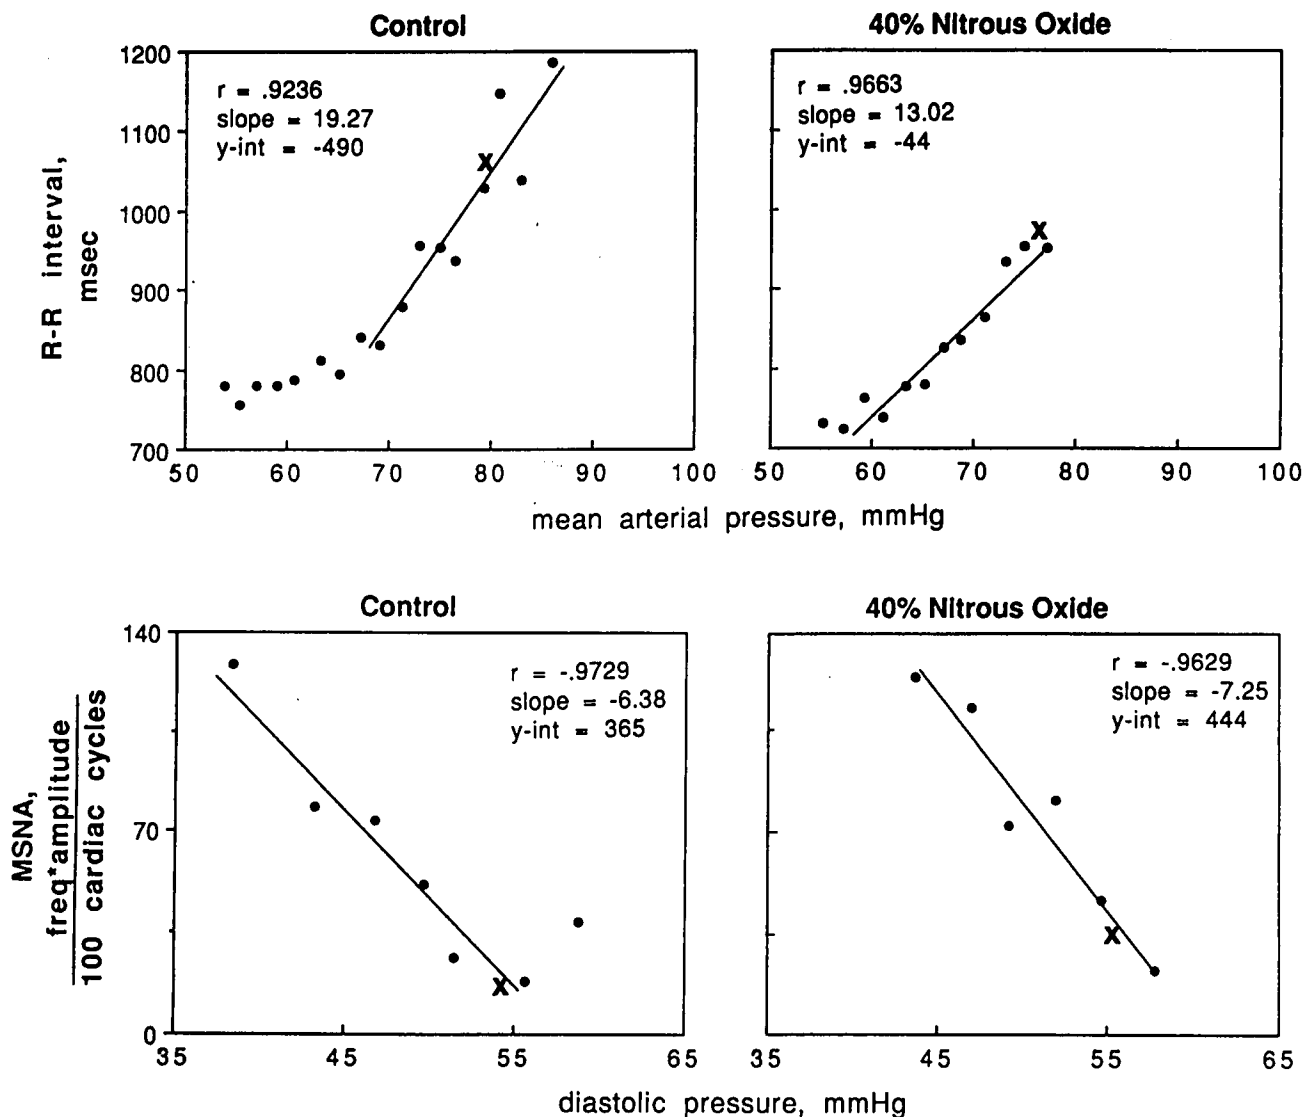 Control
40% Nitrous Oxide
1200
1100
1000
900
800
700
R-R interval,
msec
r = .9236
slope = 19.27
y-int = -490
X
50 60 70 80 90 100
r = .9663
slope = 13.02
y-int = -44
X
50 60 70 80 90 100
mean arterial pressure, mmHg
Control
40% Nitrous Oxide
140
70
0
MSNA,
freq*amplitude
100 cardiac cycles
r = -.9729
slope = -6.38
y-int = 365
X
35 45 55 65
r = -.9629
slope = -7.25
y-int = 444
X
35 45 55 65
diastolic pressure, mmHg